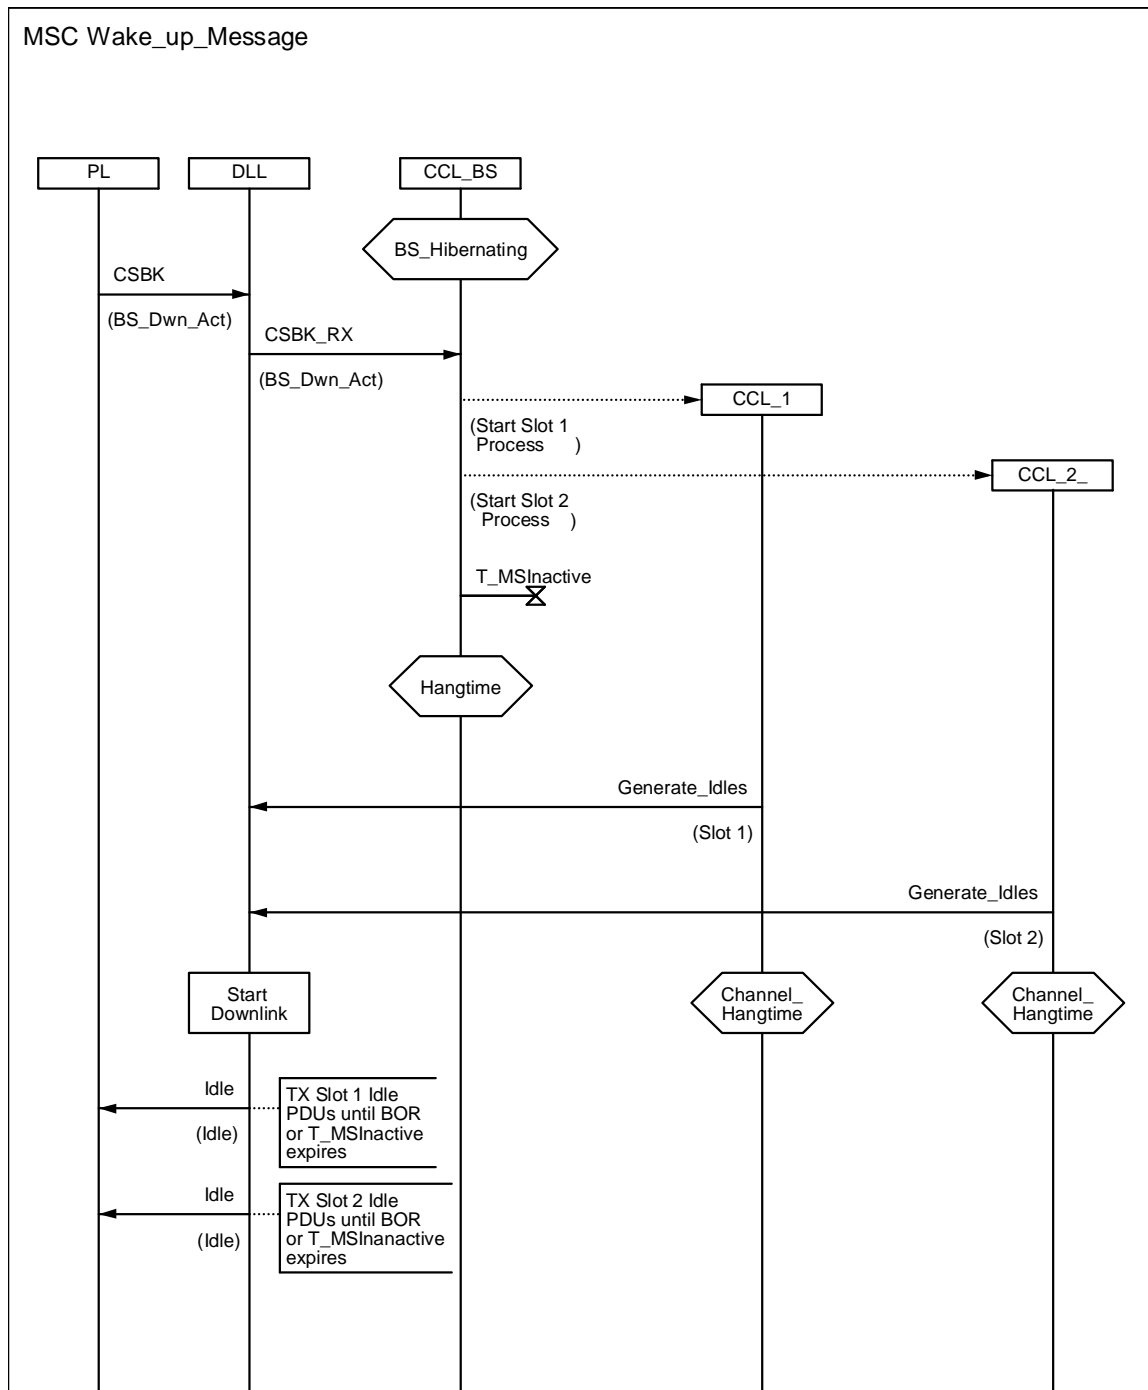 MSC Wake_up_Message
PL
DLL
CCL_BS
BS_Hibernating
CSBK
(BS_Dwn_Act)
CSBK_RX
(BS_Dwn_Act)
CCL_1
(Start Slot 1
Process )
CCL_2_
(Start Slot 2
Process )
T_MSInactive
Hangtime
Generate_Idles
(Slot 1)
Generate_Idles
(Slot 2)
Start
Downlink
Channel_
Hangtime
Channel_
Hangtime
Idle
(Idle)
TX Slot 1 Idle
PDUs until BOR
or T_MSInactive
expires
Idle
(Idle)
TX Slot 2 Idle
PDUs until BOR
or T_MSInanactive
expires